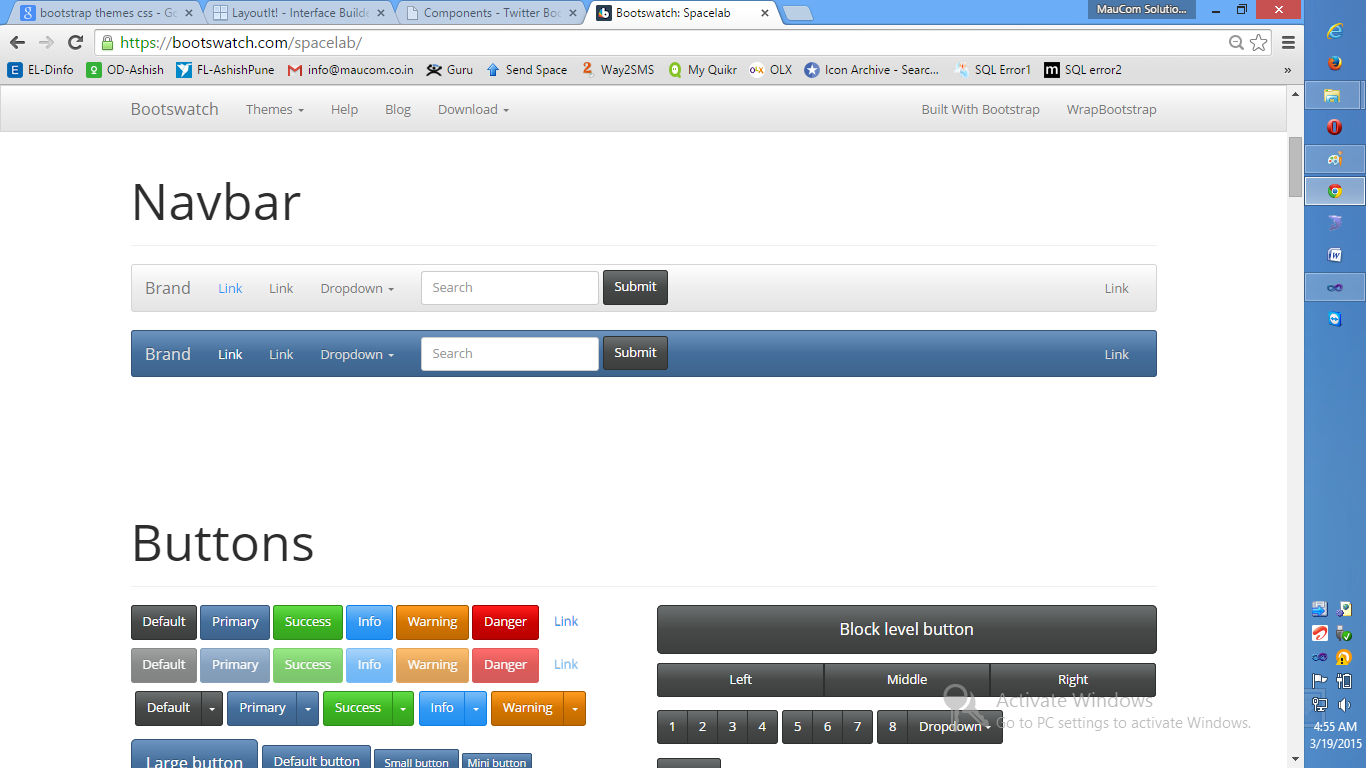 bootstrap themes css - Go
LayoutIt! - Interface Builde
Components - Twitter Boo
Bootswatch: Spacelab
MauCom Solutio...
https://bootswatch.com/spacelab/
EL-Dinfo
OD-Ashish
FL-AshishPune
info@maucom.co.in
Guru
Send Space
Way2SMS
My Quikr
OLX
Icon Archive - Searc...
SQL Error1
SQL error2
»
Bootswatch Themes Help Blog Download Built With Bootstrap WrapBootstrap
Navbar
Brand Link Link Dropdown Search Submit Link
Brand Link Link Dropdown Search Submit Link
Buttons
Default Primary Success Info Warning Danger Link
Block level button
Default Primary Success Info Warning Danger Link
Left Middle Right
Default Primary Success Info Warning
1 2 3 4 5 6 7 8 Dropdown
Large button Default button Small button Mini button
Activate Windows
Go to PC settings to activate Windows.
4:55 AM
3/19/2015